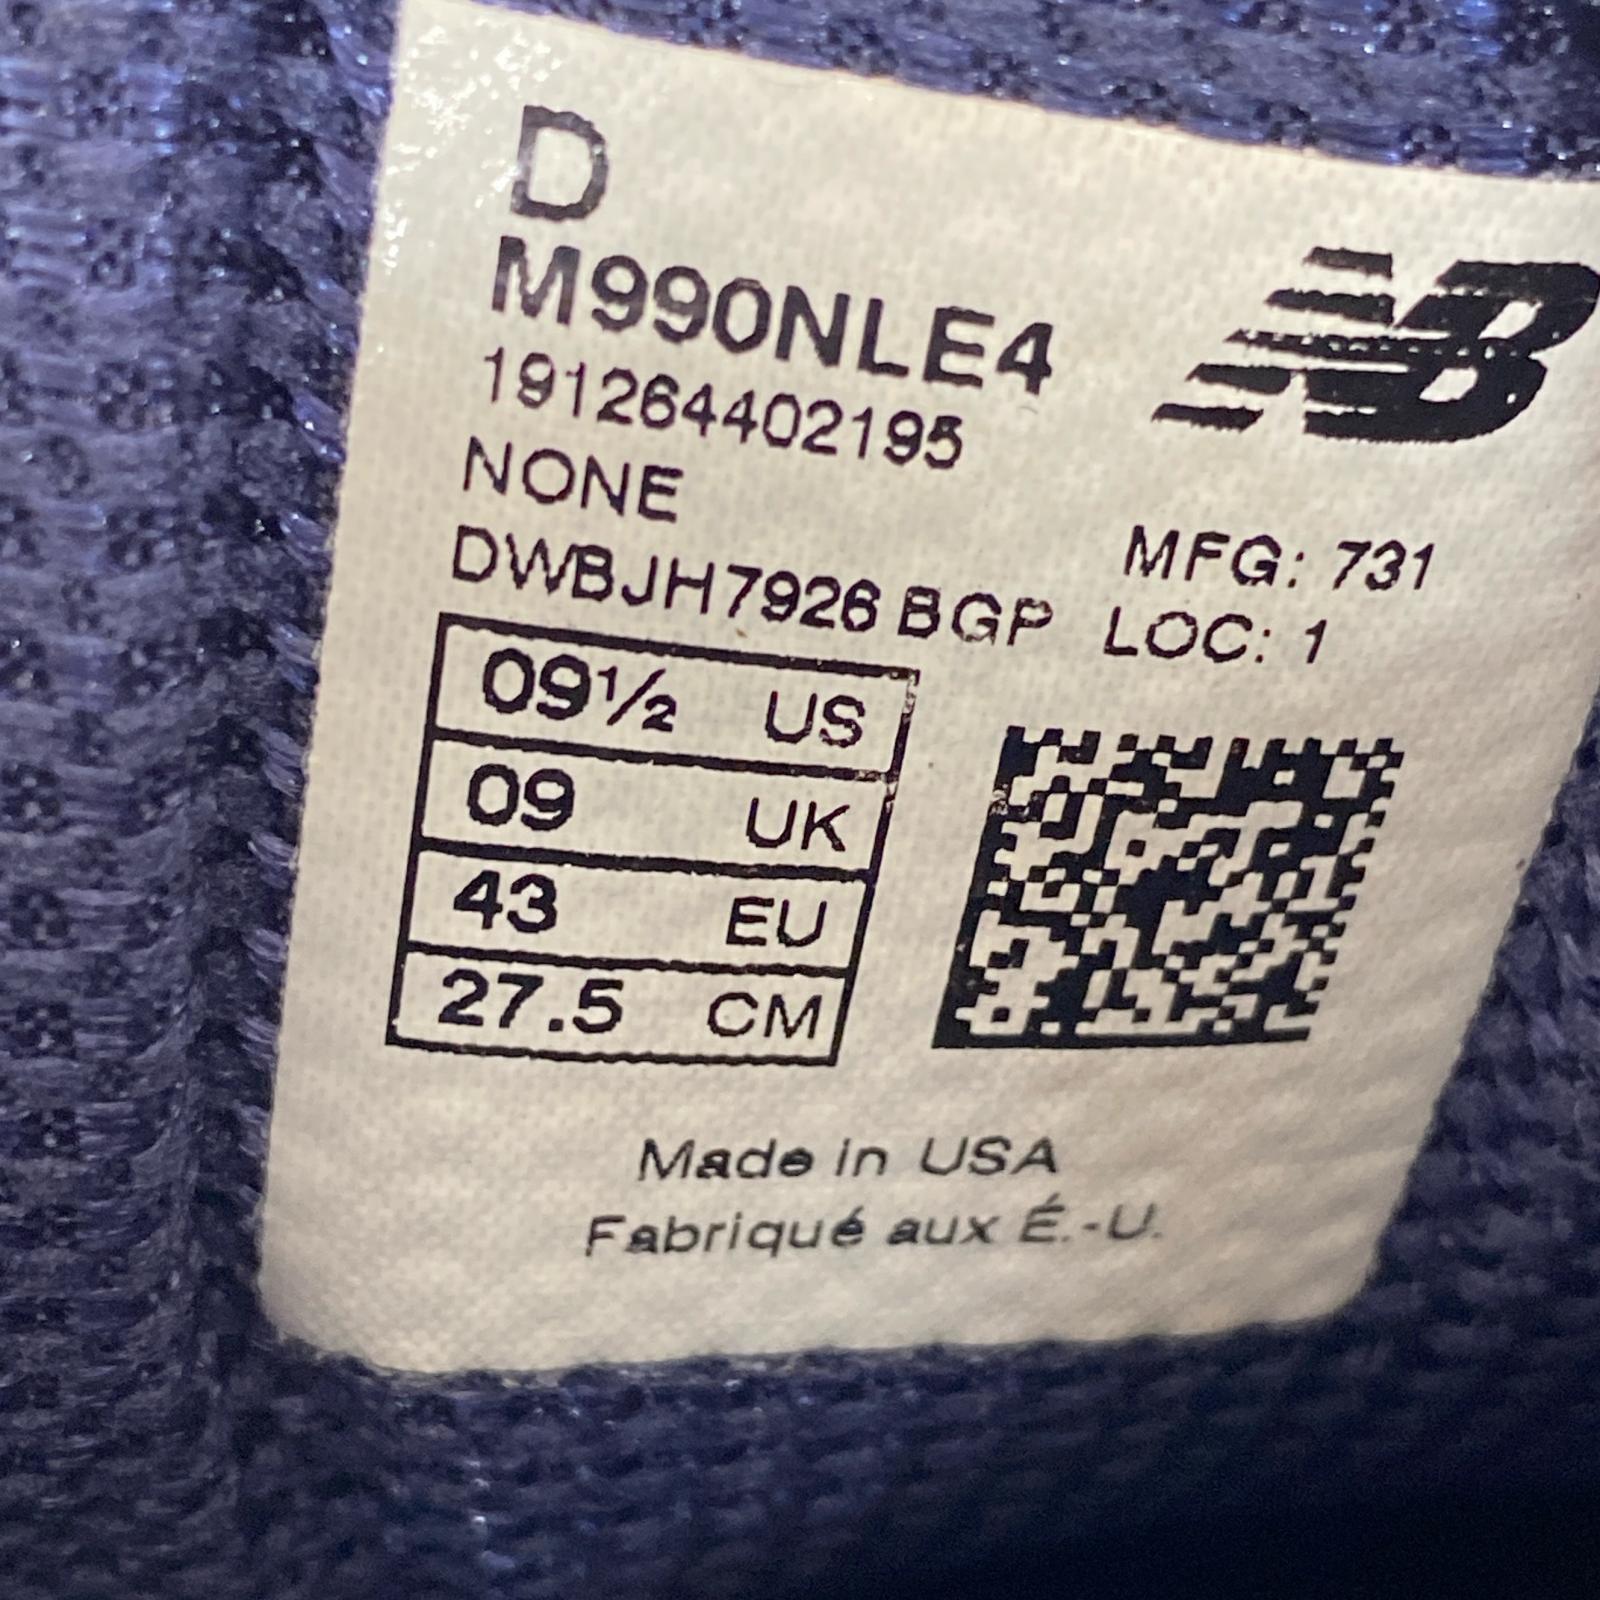 D
M990NLE4
NB
191264402195
NONE
MFG: 731
DWBJH7926 BGP LOC: 1
09½ US
09 UK
43 EU
27.5 CM
Made in USA
Fabriqué aux É.-U.